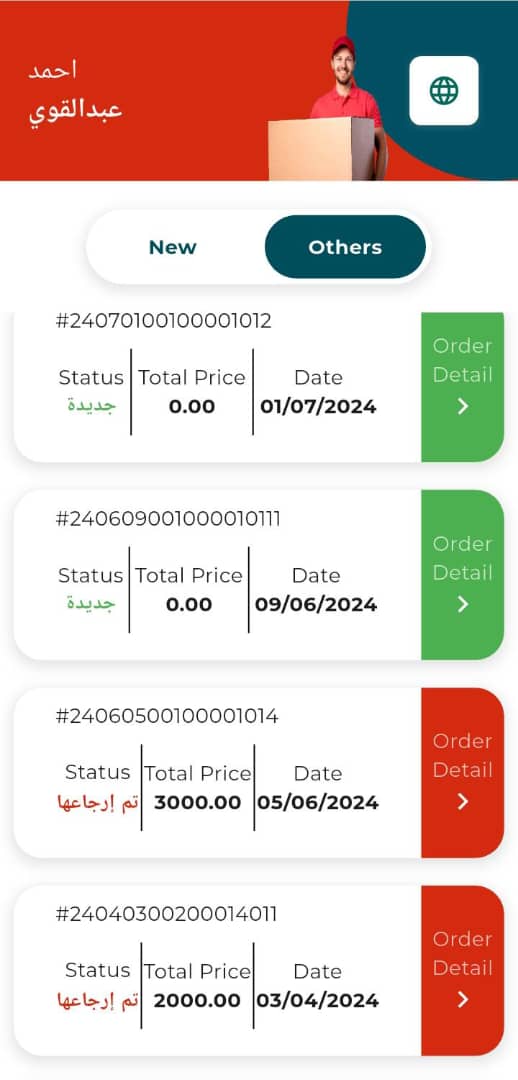 احمد
عبدالقوي
New Others
#24070100100001012
Order
Detail
Status Total Price Date
جديدة 0.00 01/07/2024
#240609001000010111
Order
Detail
Status Total Price Date
جديدة 0.00 09/06/2024
#24060500100001014
Order
Detail
Status Total Price Date
تم إرجاعها 3000.00 05/06/2024
#24040300200014011
Order
Detail
Status Total Price Date
تم إرجاعها 2000.00 03/04/2024